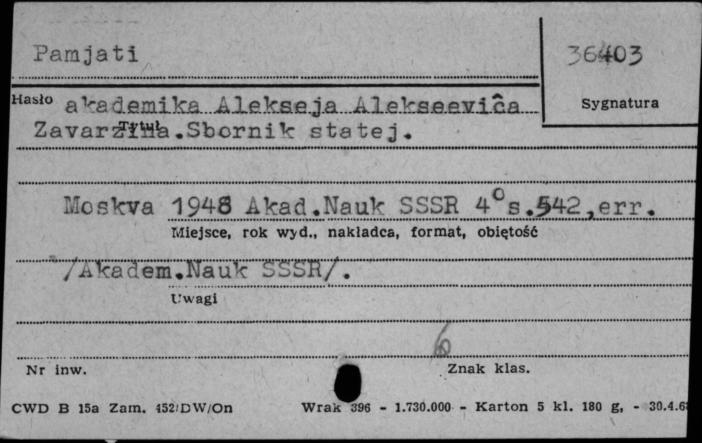 Pamjati
36403
Hasło akademika Alekseja Alekseeviĉa
Sygnatura
Tytuł
Zavarzina.Sbornik statej.
Moskva 1948 Akad.Nauk SSSR 4° s.542,err.
Miejsce, rok wyd., nakładca, format, objętość
/Akadem.Nauk SSSR/.
Uwagi
6
Nr inw.
Znak klas.
CWD B 15a Zam. 452/DW/On Wrak 396 - 1.730.000 - Karton 5 kl. 180 g, - 30.4.68